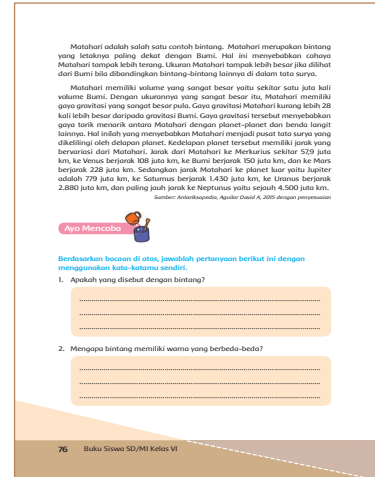 Matahari adalah salah satu contoh bintang. Matahari merupakan bintang
yang letaknya paling dekat dengan Bumi. Hal ini menyebabkan cahaya
Matahari tampak lebih terang. Ukuran Matahari tampak lebih besar jika dilihat
dari Bumi bila dibandingkan bintang-bintang lainnya di dalam tata surya.
Matahari memiliki volume yang sangat besar yaitu sekitar satu juta kali
volume Bumi. Dengan ukurannya yang sangat besar itu, Matahari memiliki
gaya gravitasi yang sangat besar pula. Gaya gravitasi Matahari kurang lebih 28
kali lebih besar daripada gravitasi Bumi. Gaya gravitasi tersebut menyebabkan
gaya tarik menarik antara Matahari dengan planet-planet dan benda langit
lainnya. Hal inilah yang menyebabkan Matahari menjadi pusat tata surya yang
dikelilingi oleh delapan planet. Kedelapan planet tersebut memiliki jarak yang
bervariasi dari Matahari. Jarak dari Matahari ke Merkurius sekitar 57,9 juta
km, ke Venus berjarak 108 juta km, ke Bumi berjarak 150 juta km, dan ke Mars
berjarak 228 juta km. Sedangkan jarak Matahari ke planet luar yaitu Jupiter
adalah 779 juta km, ke Saturnus berjarak 1.430 juta km, ke Uranus berjarak
2.880 juta km, dan paling jauh jarak ke Neptunus yaitu sejauh 4.500 juta km.
Sumber: Antariksapedia, Aguilar David A, 2015 dengan penyesuaian
Ayo Mencoba
Berdasarkan bacaan di atas, jawablah pertanyaan berikut ini dengan
menggunakan kata-katamu sendiri.
1. Apakah yang disebut dengan bintang?
2. Mengapa bintang memiliki warna yang berbeda-beda?
76 Buku Siswa SD/MI Kelas VI